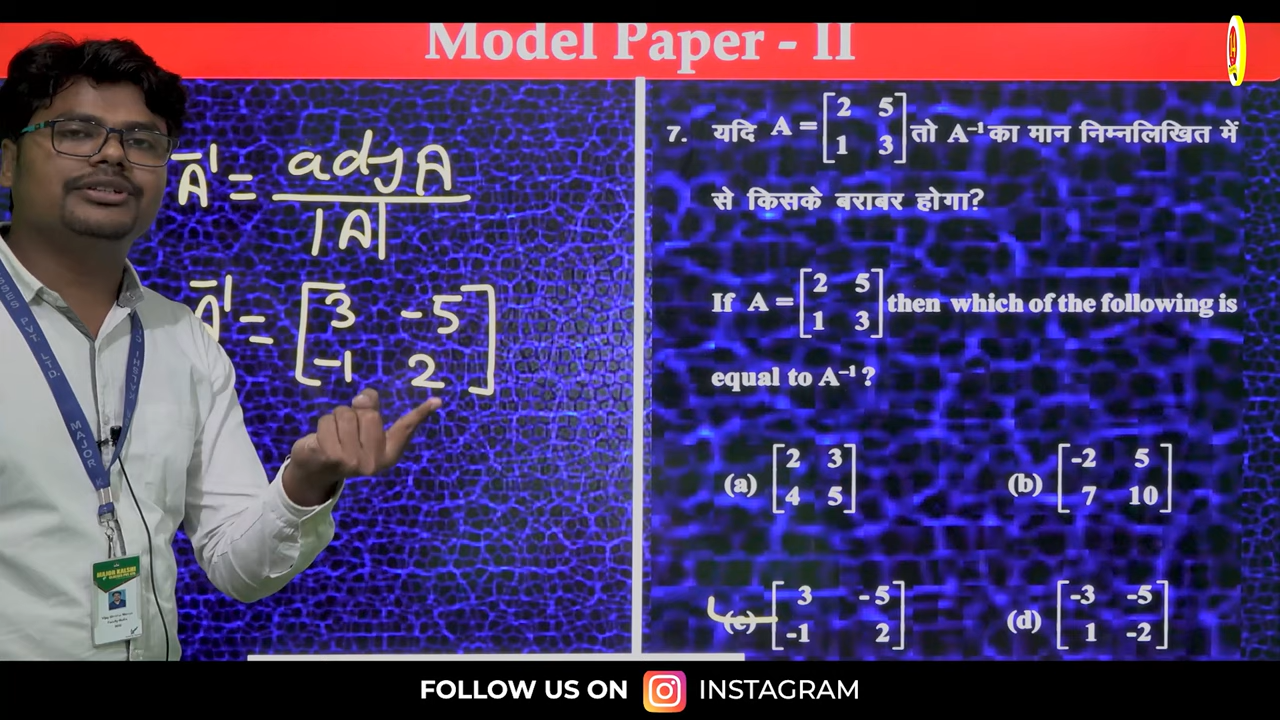 Model Paper - II
A⁻¹ = adj A
|A|
A⁻¹ = [3 -5
-1 2]
7. यदि A = [2 5
1 3] तो A⁻¹ का मान निम्नलिखित में
से किसके बराबर होगा?
If A = [2 5
1 3] then which of the following is
equal to A⁻¹ ?
(a) [2 3
4 5]
(b) [-2 5
7 10]
(c) [3 -5
-1 2]
(d) [-3 -5
1 -2]
MAJOR KALSHI
FOLLOW US ON INSTAGRAM